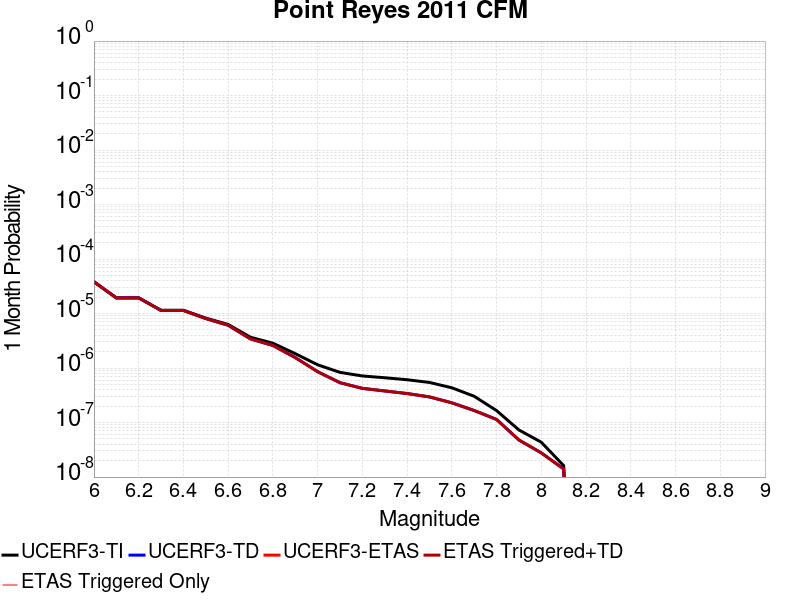 Point Reyes 2011 CFM
10^0
10^-1
10^-2
10^-3
10^-4
10^-5
10^-6
10^-7
10^-8
1 Month Probability
6 6.2 6.4 6.6 6.8 7 7.2 7.4 7.6 7.8 8 8.2 8.4 8.6 8.8 9
Magnitude
UCERF3-TI UCERF3-TD UCERF3-ETAS ETAS Triggered+TD
ETAS Triggered Only